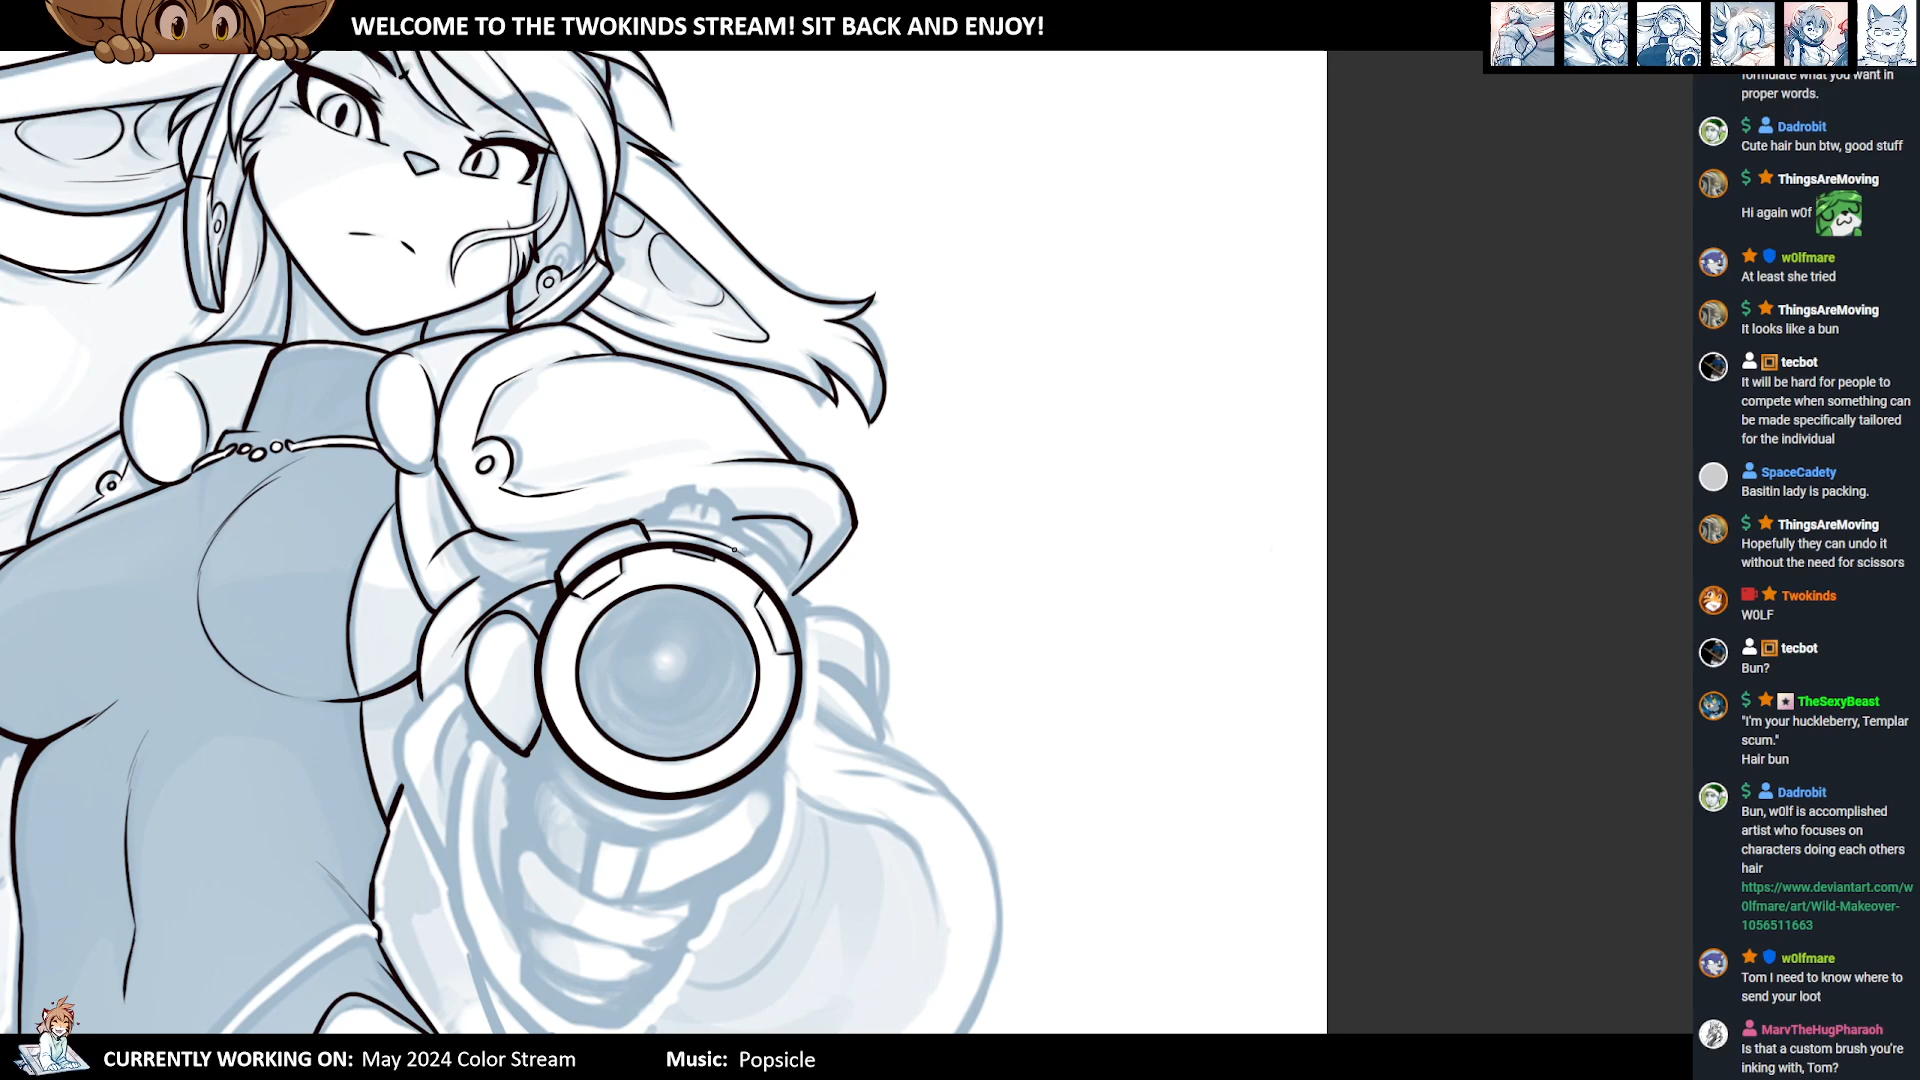 WELCOME TO THE TWOKINDS STREAM! SIT BACK AND ENJOY!
formulate what you want in
proper words.
Dadrobit
Cute hair bun btw, good stuff
ThingsAreMoving
Hi again w0f
w0lfmare
At least she tried
ThingsAreMoving
It looks like a bun
tecbot
It will be hard for people to
compete when something can
be made specifically tailored
for the individual
SpaceCadety
Basitin lady is packing.
ThingsAreMoving
Hopefully they can undo it
without the need for scissors
Twokinds
W0LF
tecbot
Bun?
TheSexyBeast
"I'm your huckleberry, Templar
scum."
Hair bun
Dadrobit
Bun, w0lf is accomplished
artist who focuses on
characters doing each others
hair
https://www.deviantart.com/w
0lfmare/art/Wild-Makeover-
1056511663
w0lfmare
Tom I need to know where to
send your loot
MarvTheHugPharaoh
Is that a custom brush you're
inking with, Tom?
CURRENTLY WORKING ON: May 2024 Color Stream
Music: Popsicle